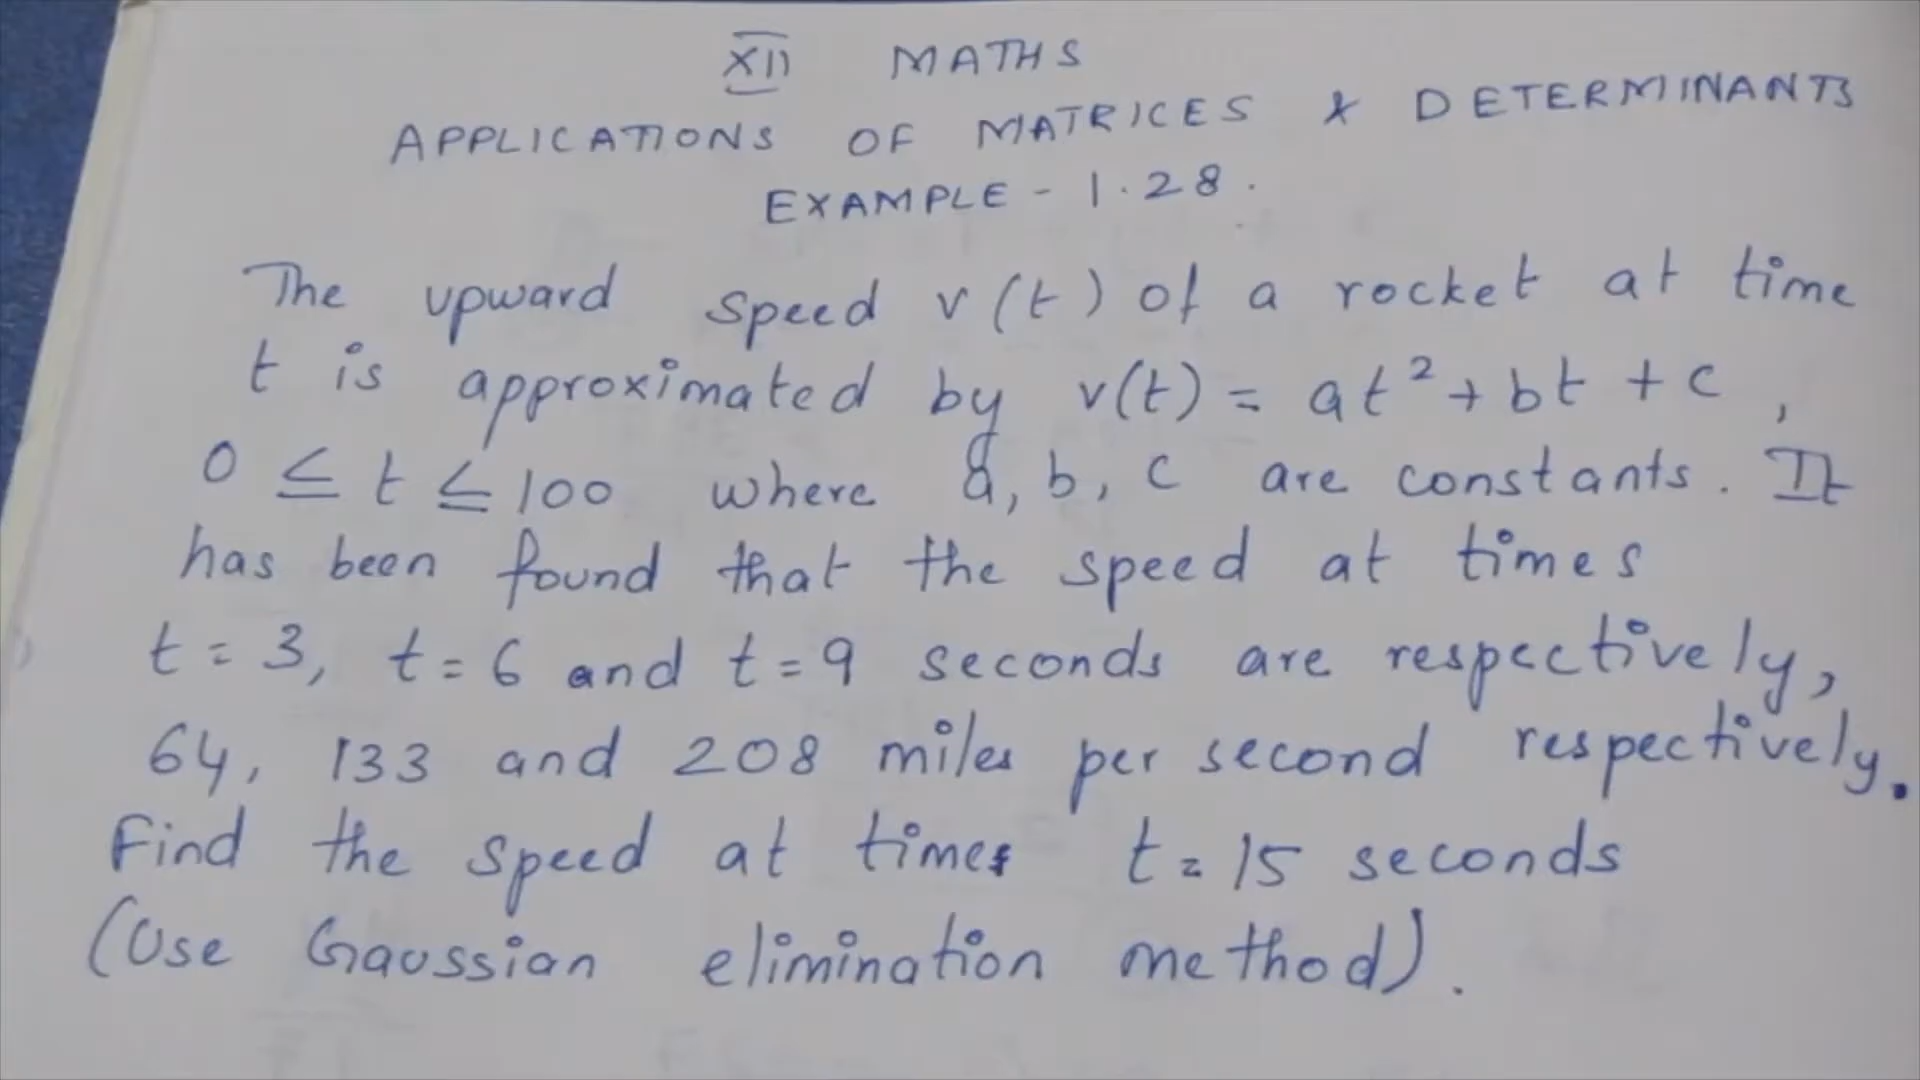 XII MATHS
APPLICATIONS OF MATRICES & DETERMINANTS
EXAMPLE - 1.28.
The upward speed v(t) of a rocket at time
t is approximated by v(t) = at² + bt + c,
0 ≤ t ≤ 100 where a, b, c are constants. It
has been found that the speed at times
t = 3, t = 6 and t = 9 seconds are respectively,
64, 133 and 208 miles per second respectively.
Find the speed at times t = 15 seconds
(Use Gaussian elimination method).